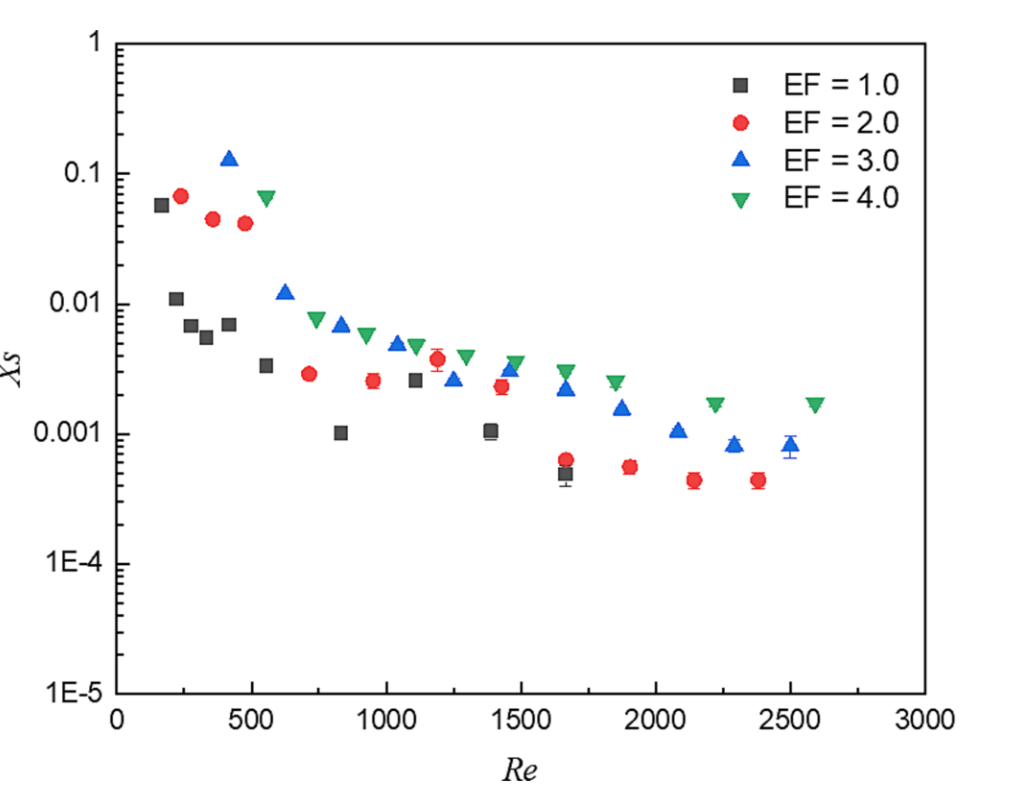 1
0.1
0.01
0.001
1E-4
1E-5
Xs
EF = 1.0
EF = 2.0
EF = 3.0
EF = 4.0
0 500 1000 1500 2000 2500 3000
Re